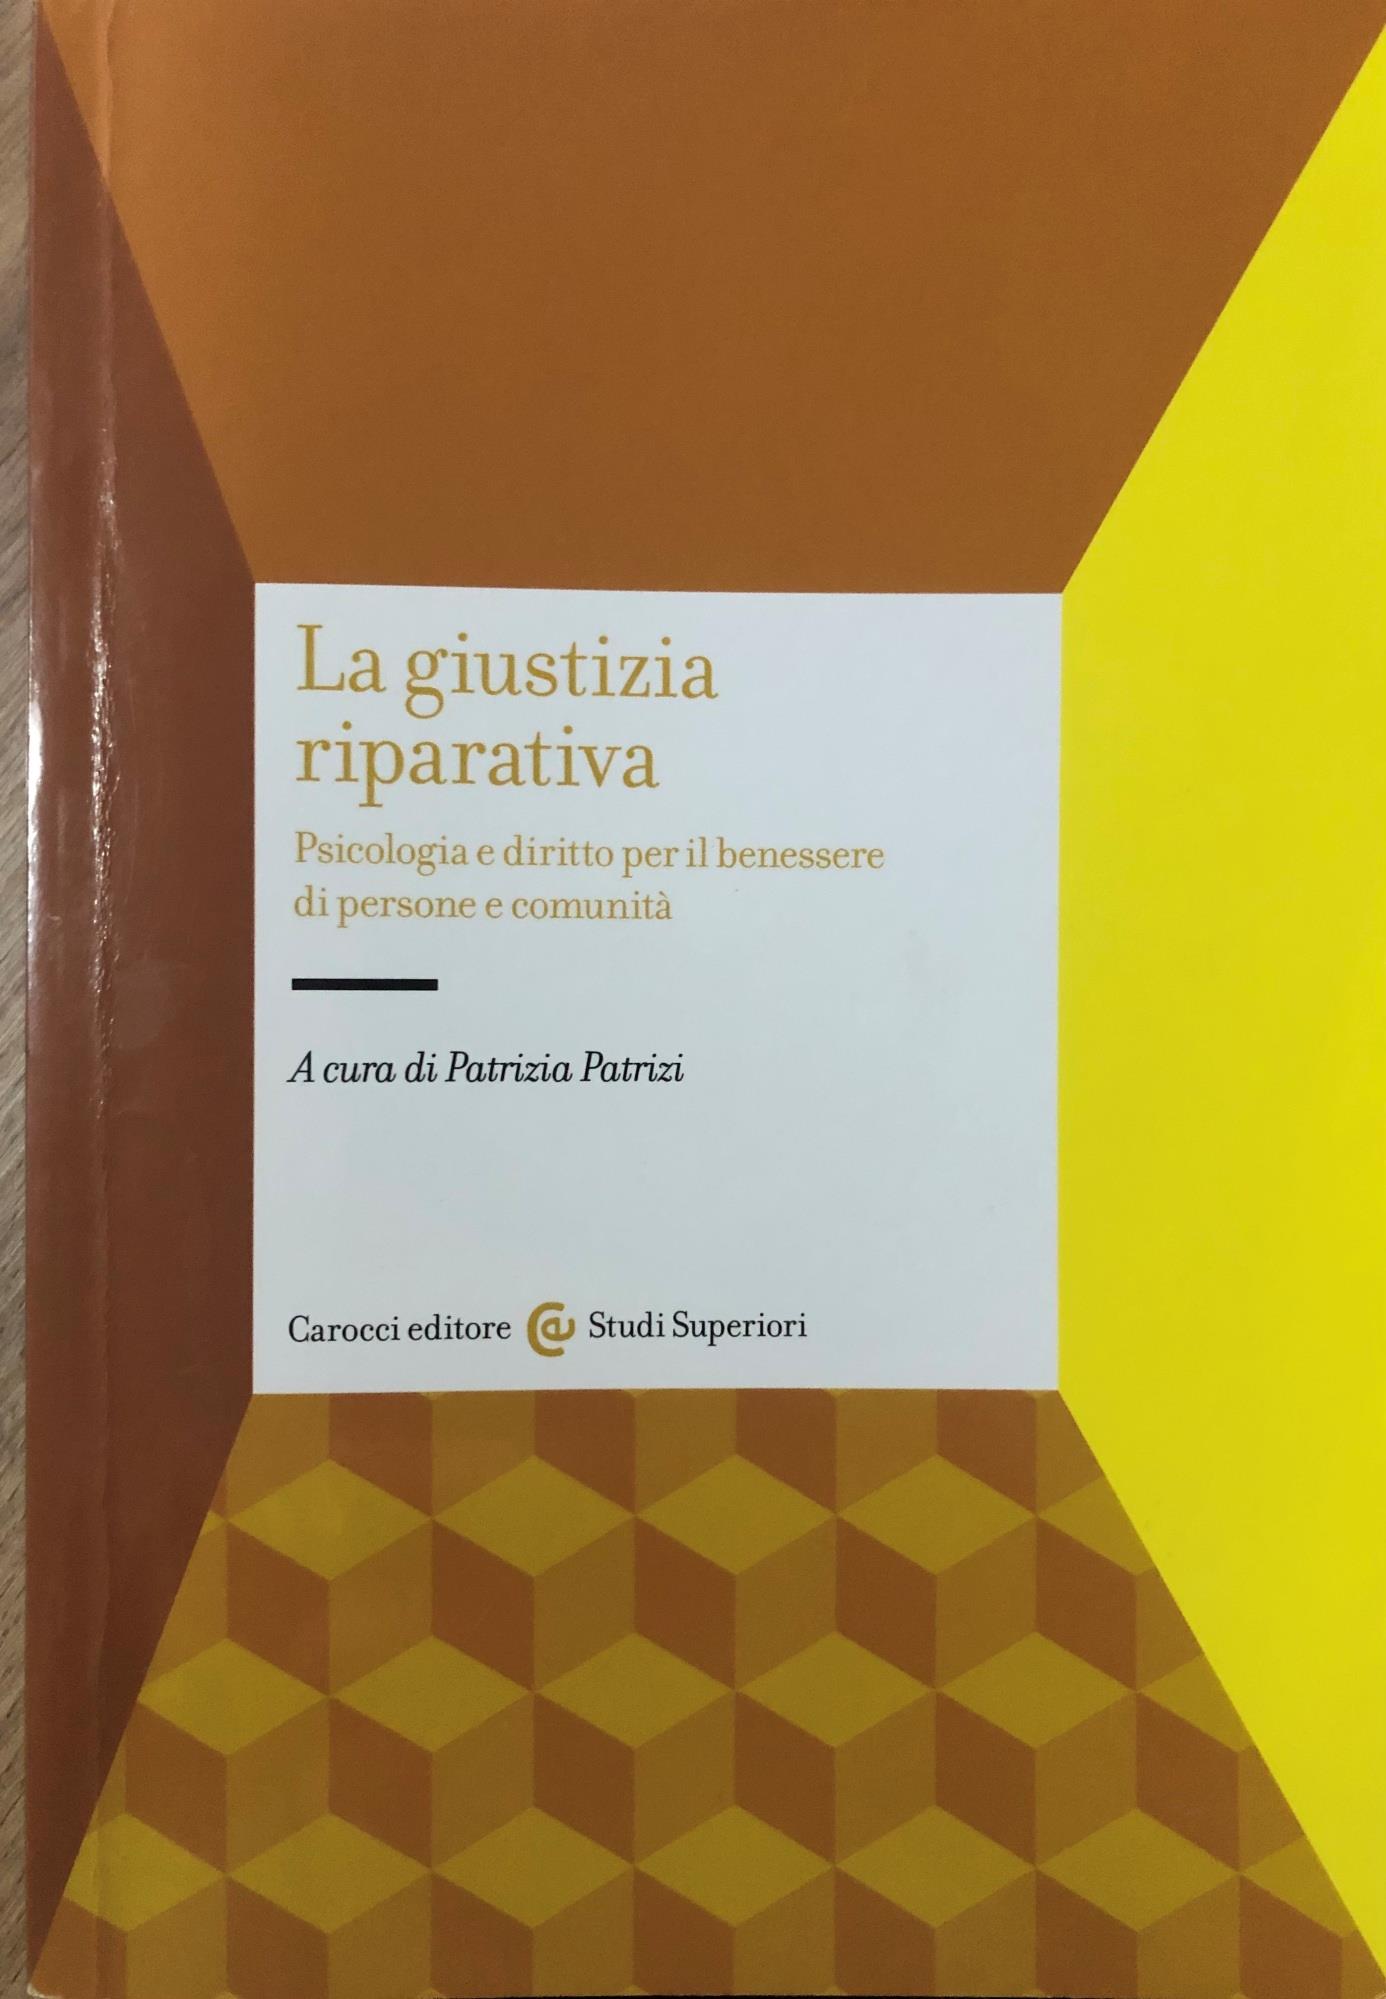 La giustizia
riparativa
Psicologia e diritto per il benessere
di persone e comunità
A cura di Patrizia Patrizi
Carocci editore Studi Superiori